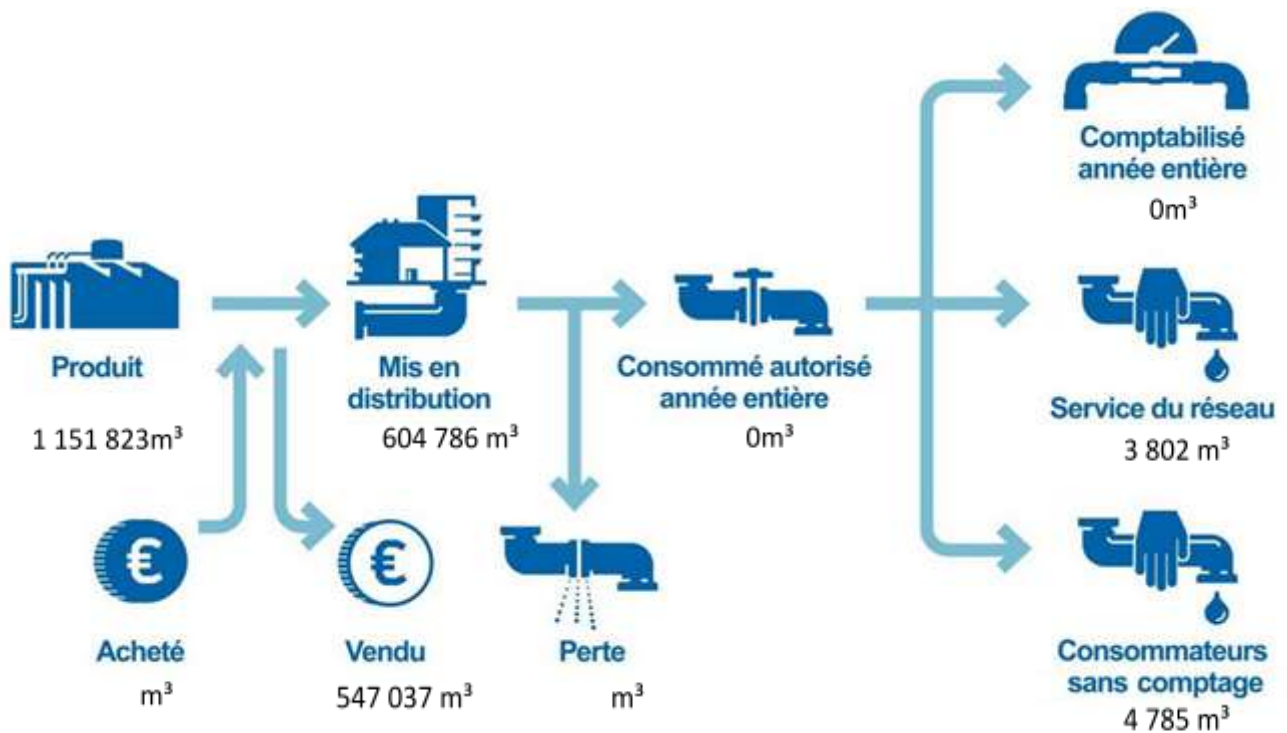 Comptabilisé
année entière
0m³
Produit
1 151 823m³
Mis en
distribution
604 786 m³
Consommé autorisé
année entière
0m³
Service du réseau
3 802 m³
€
Acheté
m³
€
Vendu
547 037 m³
Perte
m³
Consommateurs
sans comptage
4 785 m³